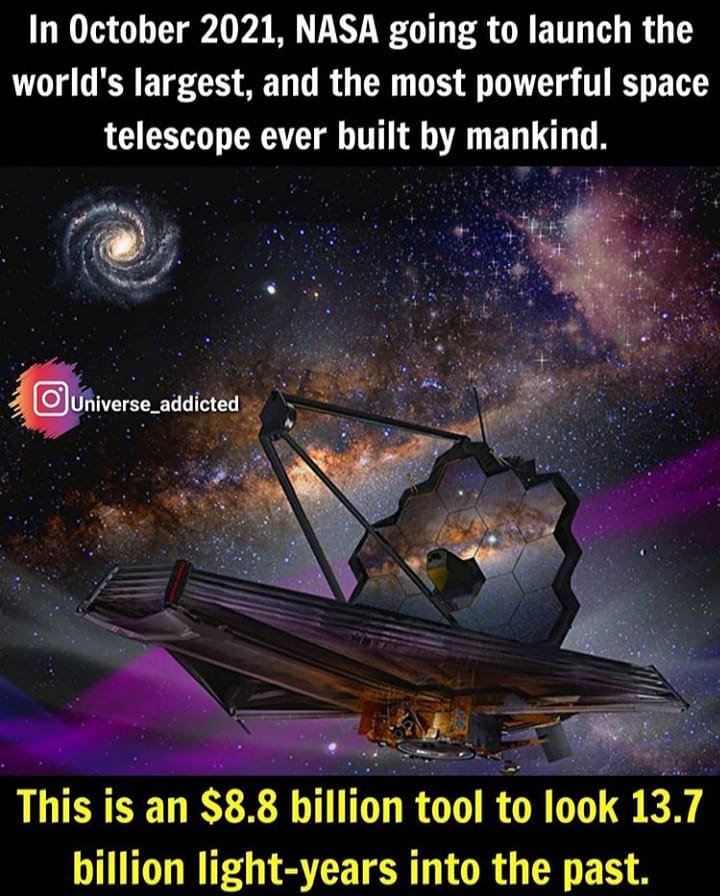 In October 2021, NASA going to launch the
world's largest, and the most powerful space
telescope ever built by mankind.
Universe_addicted
This is an $8.8 billion tool to look 13.7
billion light-years into the past.